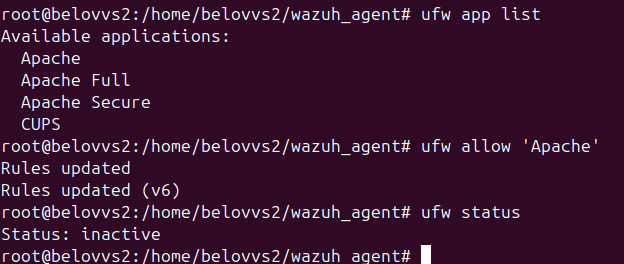 root@belovvs2:/home/belovvs2/wazuh_agent# ufw app list
Available applications:
  Apache
  Apache Full
  Apache Secure
  CUPS
root@belovvs2:/home/belovvs2/wazuh_agent# ufw allow 'Apache'
Rules updated
Rules updated (v6)
root@belovvs2:/home/belovvs2/wazuh_agent# ufw status
Status: inactive
root@belovvs2:/home/belovvs2/wazuh_agent#